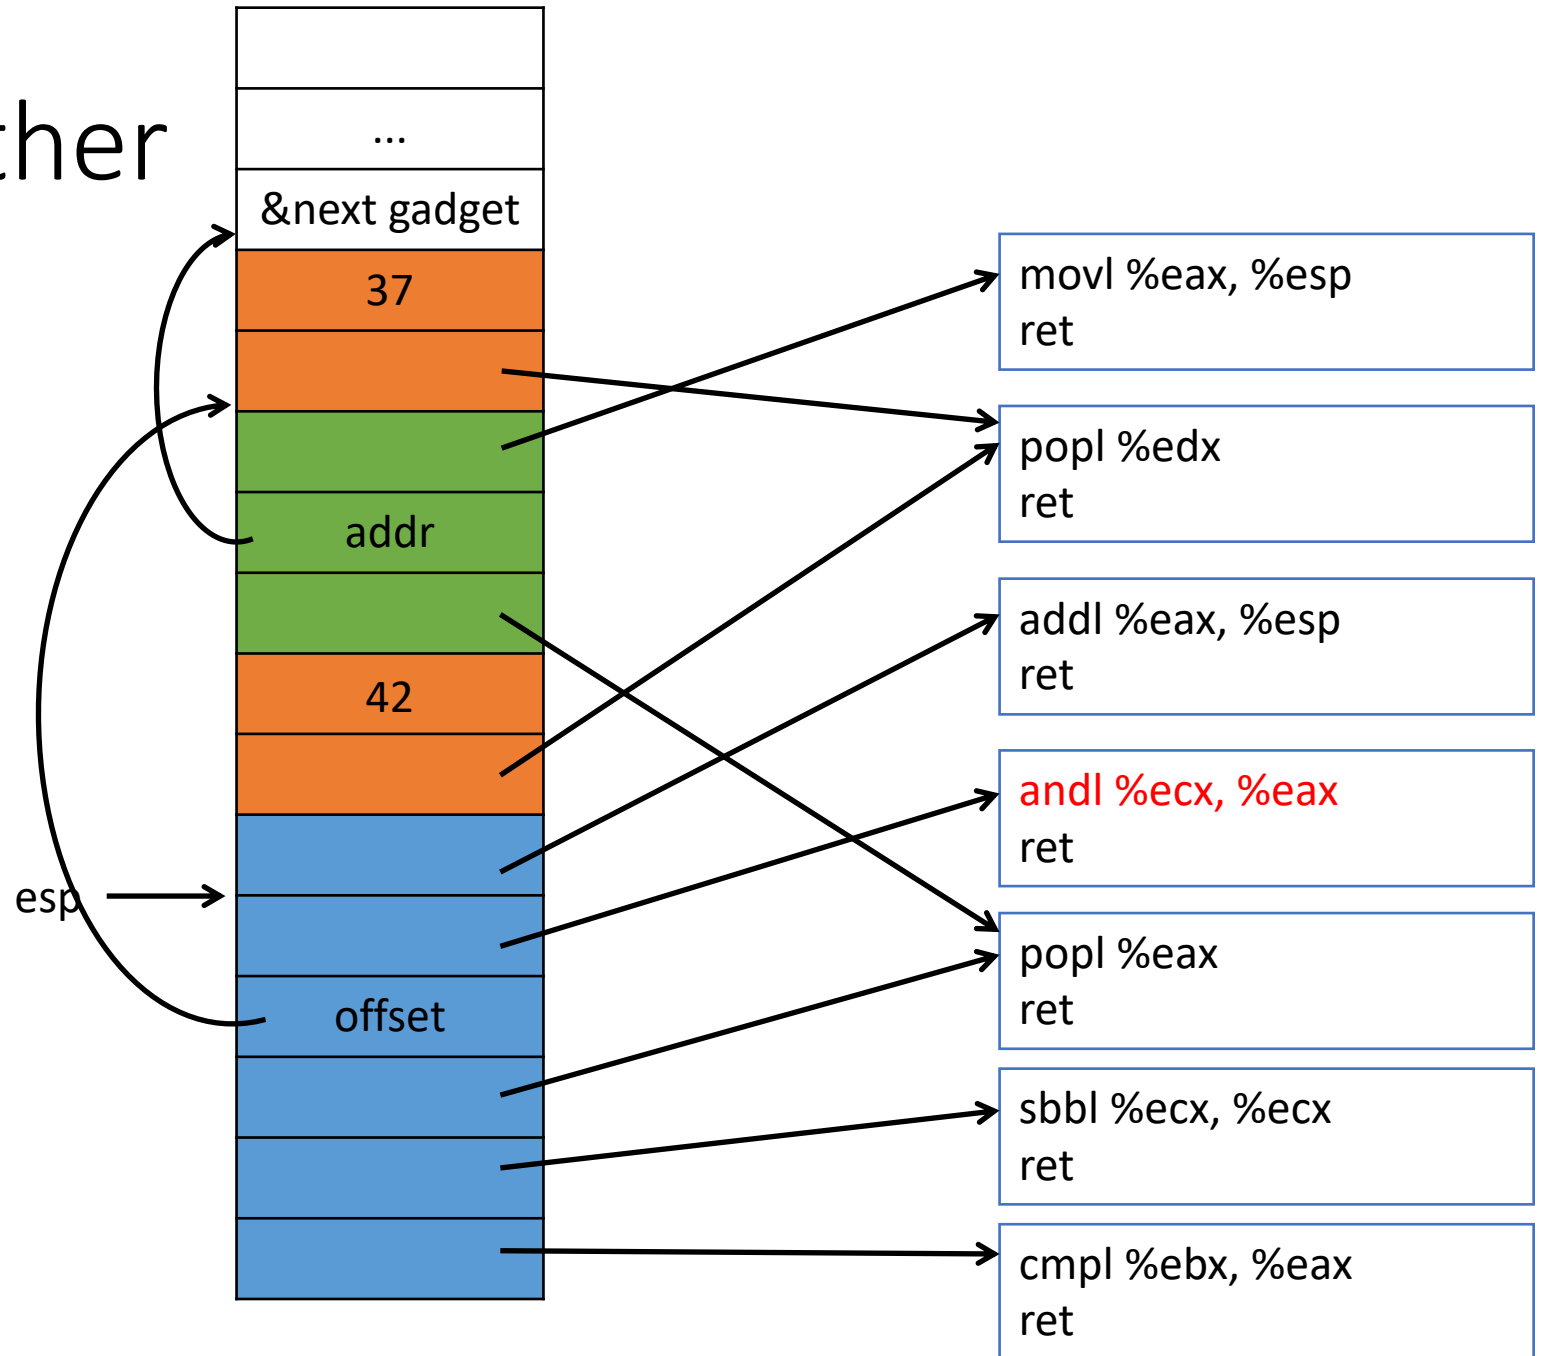 ...
&next gadget
37
addr
42
esp
offset
movl %eax, %esp
ret
popl %edx
ret
addl %eax, %esp
ret
andl %ecx, %eax
ret
popl %eax
ret
sbbl %ecx, %ecx
ret
cmpl %ebx, %eax
ret